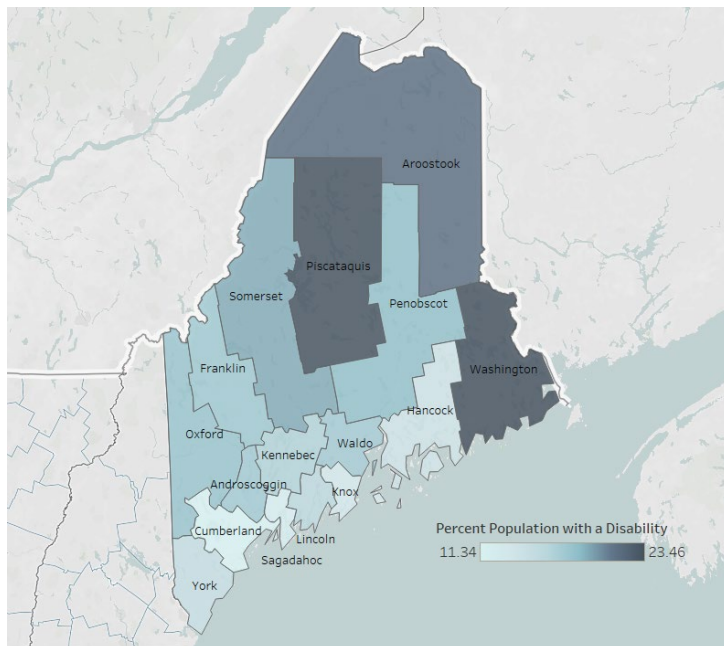 Aroostook
Piscataquis
Somerset
Penobscot
Franklin
Washington
Hancock
Oxford
Waldo
Kennebec
Androscoggin
Knox
Cumberland
Lincoln
Sagadahoc
York
Percent Population with a Disability
11.34 23.46